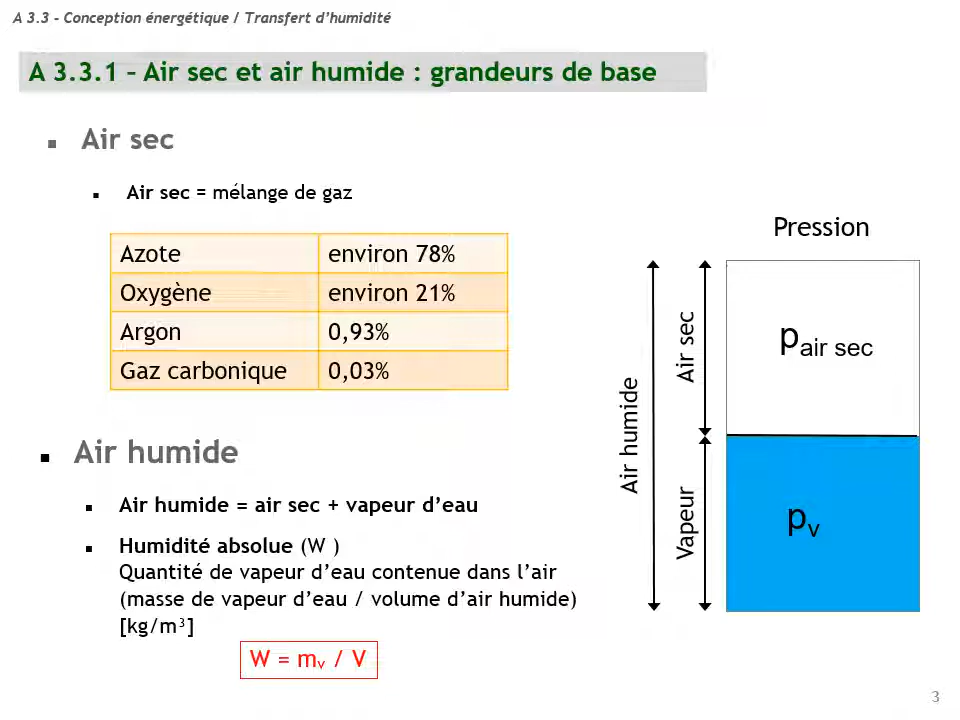 A 3.3 - Conception énergétique / Transfert d’humidité
A 3.3.1 – Air sec et air humide : grandeurs de base
Air sec
Air sec = mélange de gaz
Azote environ 78%
Oxygène environ 21%
Argon 0,93%
Gaz carbonique 0,03%
Air humide
Air humide = air sec + vapeur d’eau
Humidité absolue (W )
Quantité de vapeur d’eau contenue dans l’air
(masse de vapeur d’eau / volume d’air humide)
[kg/m³]
W = mᵥ / V
Pression
Air humide
Air sec
Vapeur
p air sec
p v
3